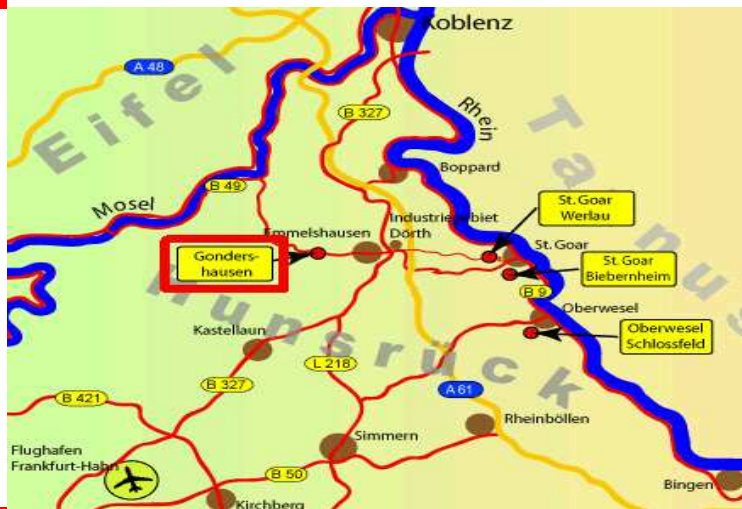 Koblenz
A 48
Eifel
B 327
Rhein
Taunus
Boppard
B 49
Mosel
St. Goar
Werlau
Industriegebiet
Dörth
Emmelshausen
St. Goar
Gonders-
hausen
St. Goar
Biebernheim
B 9
Hunsrück
Oberwesel
Kastellaun
Oberwesel
Schlossfeld
L 218
B 327
A 61
B 421
Rheinböllen
Simmern
Flughafen
Frankfurt-Hahn
B 50
Bingen
Kirchberg